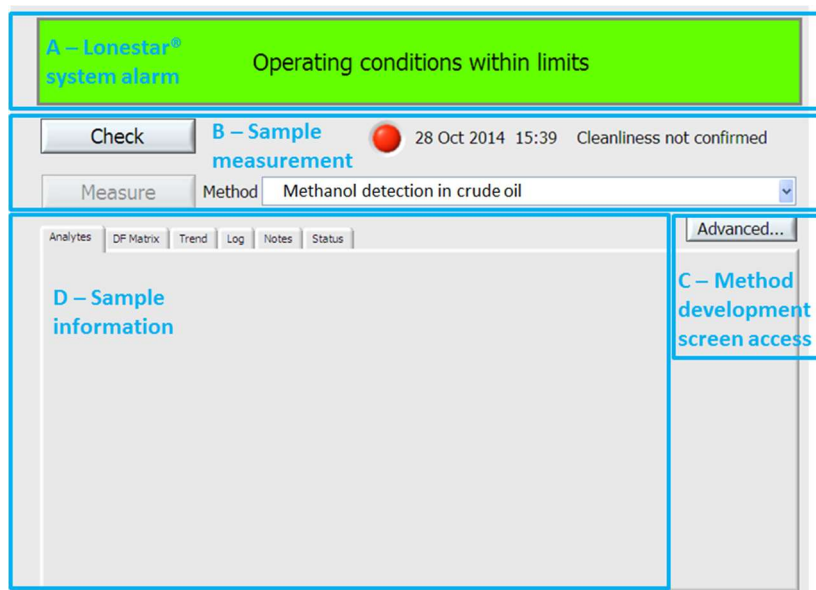 A – Lonestar®
system alarm
Operating conditions within limits
Check
B – Sample
measurement
28 Oct 2014 15:39 Cleanliness not confirmed
Measure
Method
Methanol detection in crude oil
Analytes
DF Matrix
Trend
Log
Notes
Status
Advanced...
D – Sample
information
C – Method
development
screen access